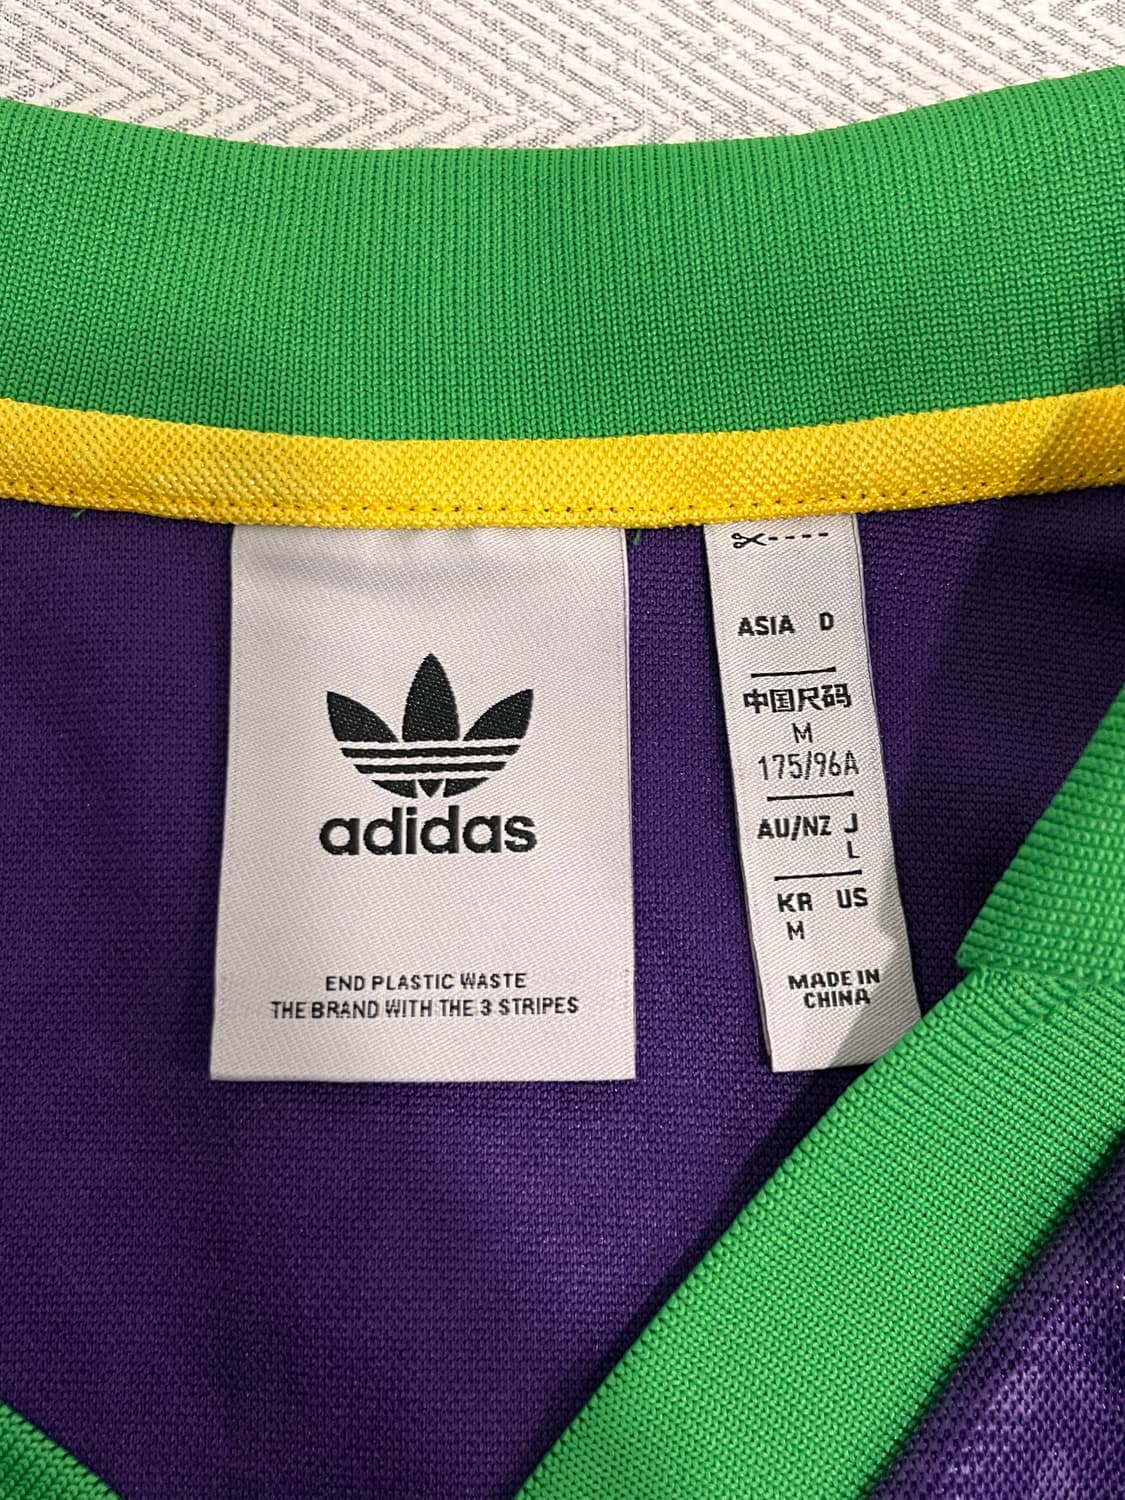 adidas
END PLASTIC WASTE
THE BRAND WITH THE 3 STRIPES
ASIA D
中国尺码
M
175/96A
AU/NZ J
L
KR US
M
MADE IN
CHINA